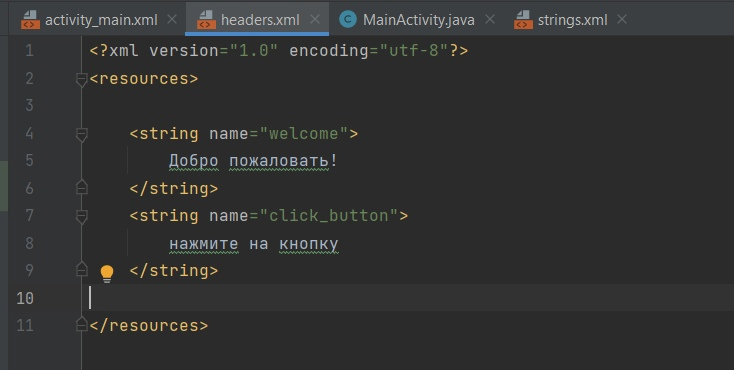 activity_main.xml headers.xml MainActivity.java strings.xml
1 <?xml version="1.0" encoding="utf-8"?>
2 <resources>
3
4 <string name="welcome">
5 Добро пожаловать!
6 </string>
7 <string name="click_button">
8 нажмите на кнопку
9 </string>
10
11 </resources>